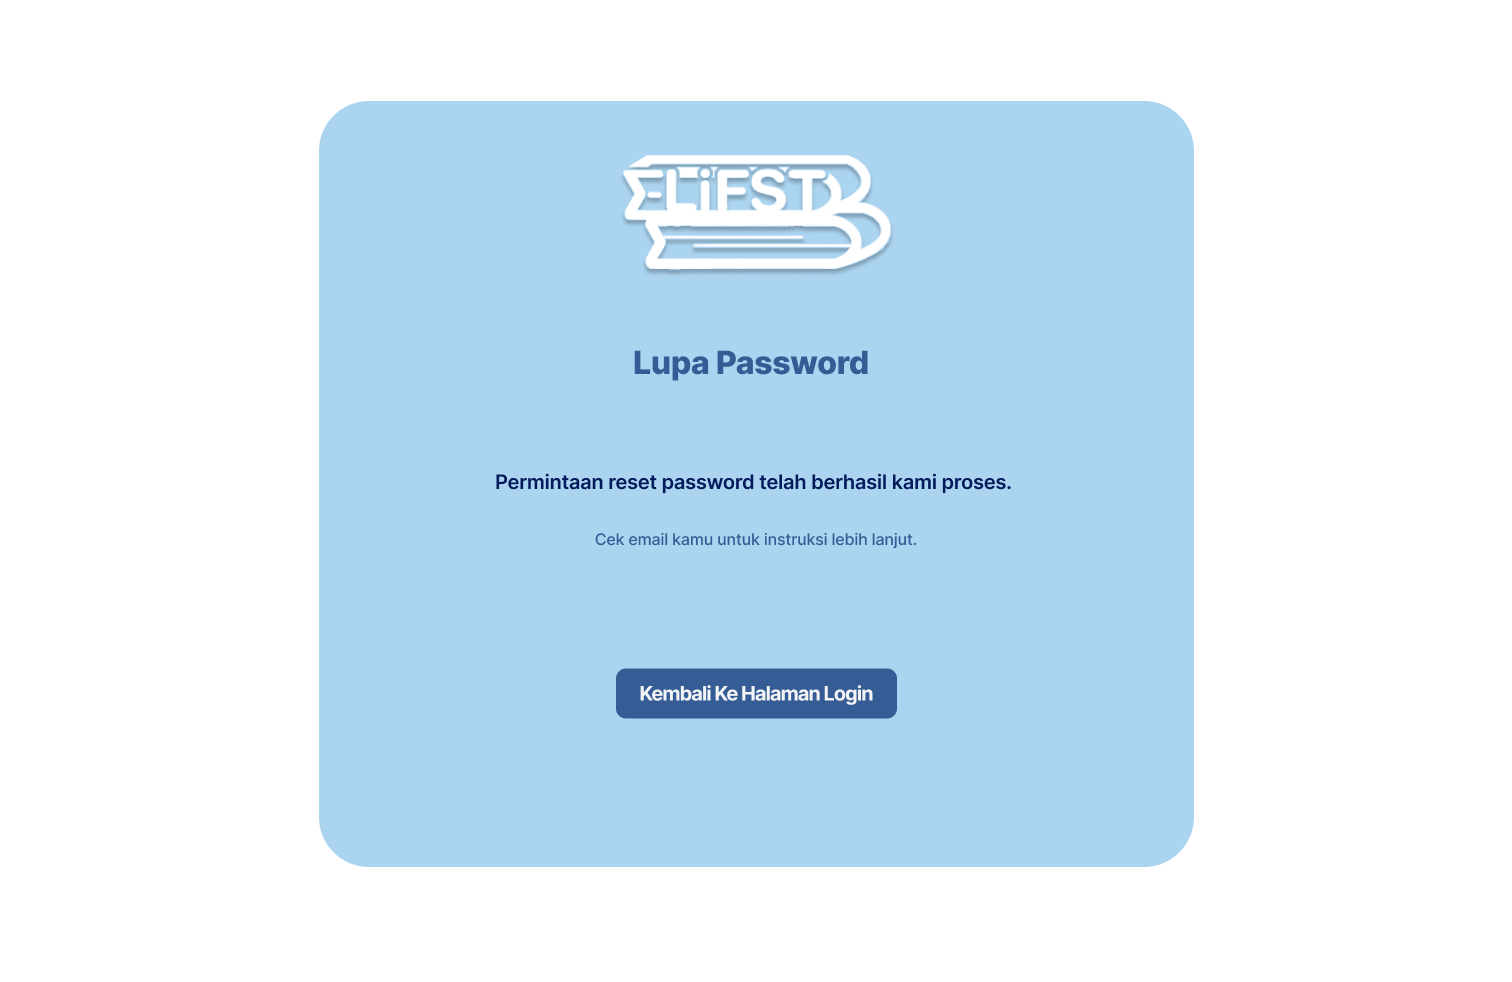 E-LiFST
Lupa Password
Permintaan reset password telah berhasil kami proses.
Cek email kamu untuk instruksi lebih lanjut.
Kembali Ke Halaman Login